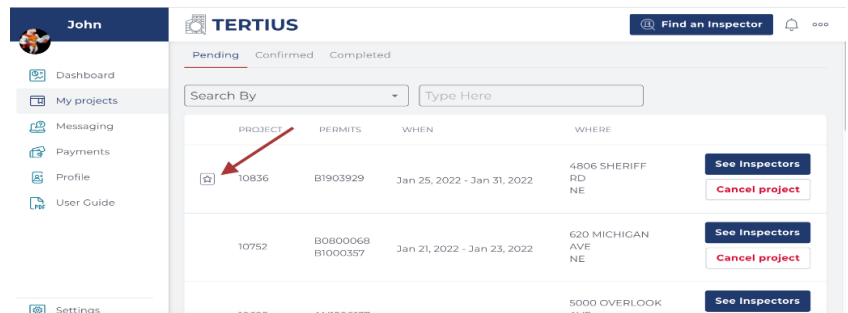 John
TERTIUS
Find an Inspector
Pending Confirmed Completed
Dashboard
My projects
Messaging
Payments
Profile
PDF
User Guide
Settings
Search By
Type Here
PROJECT PERMITS WHEN WHERE
10836 B1903929 Jan 25, 2022 - Jan 31, 2022
4806 SHERIFF
RD
NE
See Inspectors
Cancel project
10752
B0800068
B1000357
Jan 21, 2022 - Jan 23, 2022
620 MICHIGAN
AVE
NE
See Inspectors
Cancel project
5000 OVERLOOK
See Inspectors